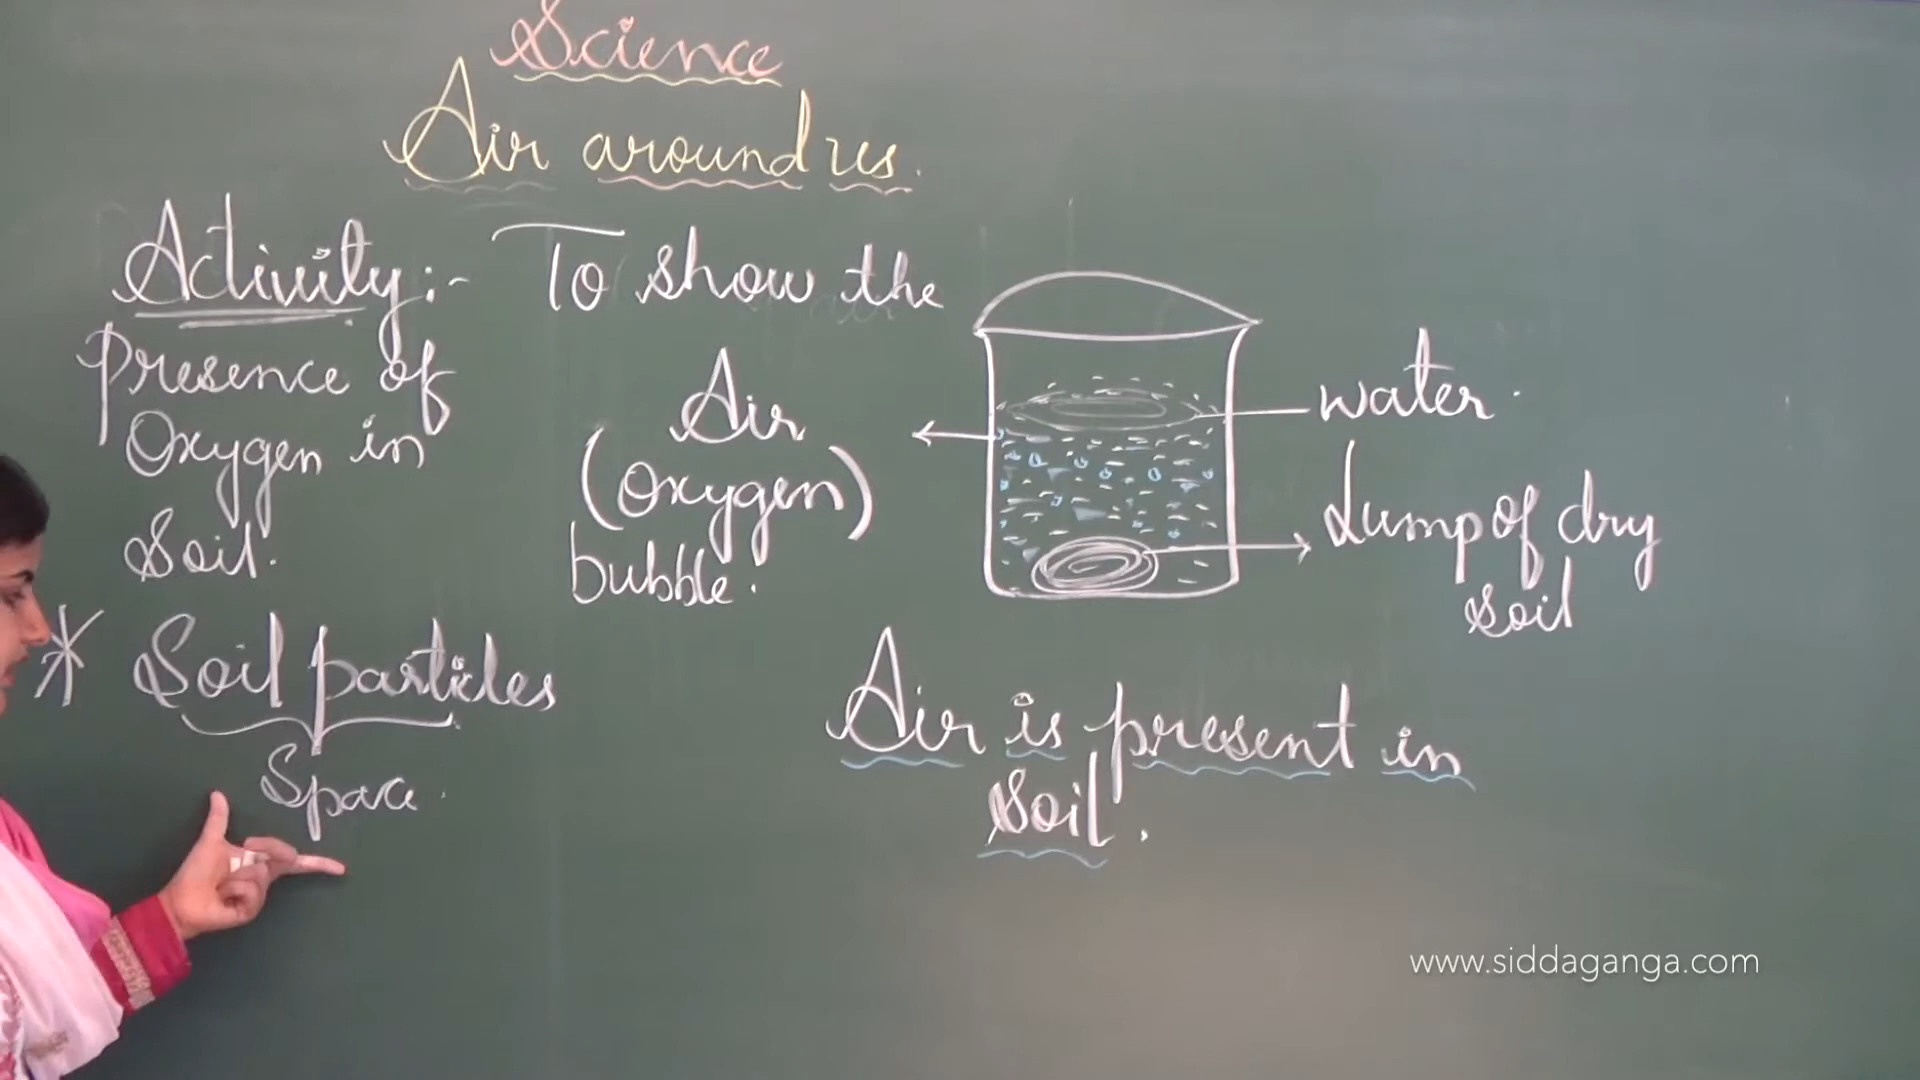 Science
Air around us.
Activity:- To show the
presence of
Oxygen in
Soil.
Air
(oxygen)
bubble.
water.
Lump of dry
soil
* Soil particles
Space.
Air is present in
soil.
www.siddaganga.com